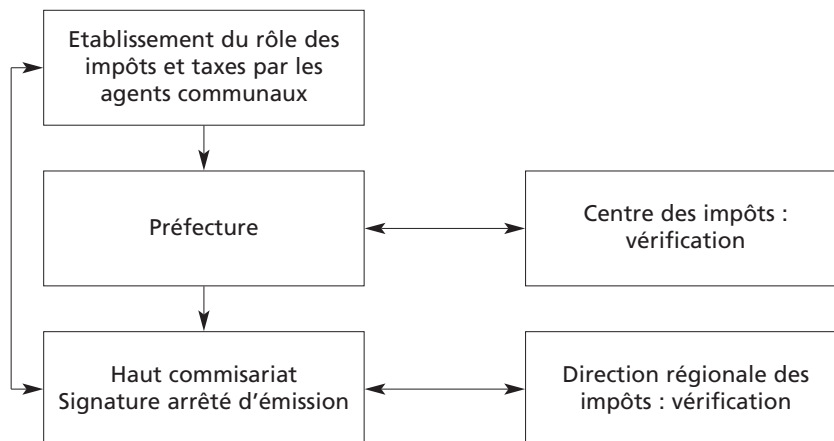 Etablissement du rôle des
impôts et taxes par les
agents communaux
Préfecture
Centre des impôts :
vérification
Haut commisariat
Signature arrêté d'émission
Direction régionale des
impôts : vérification